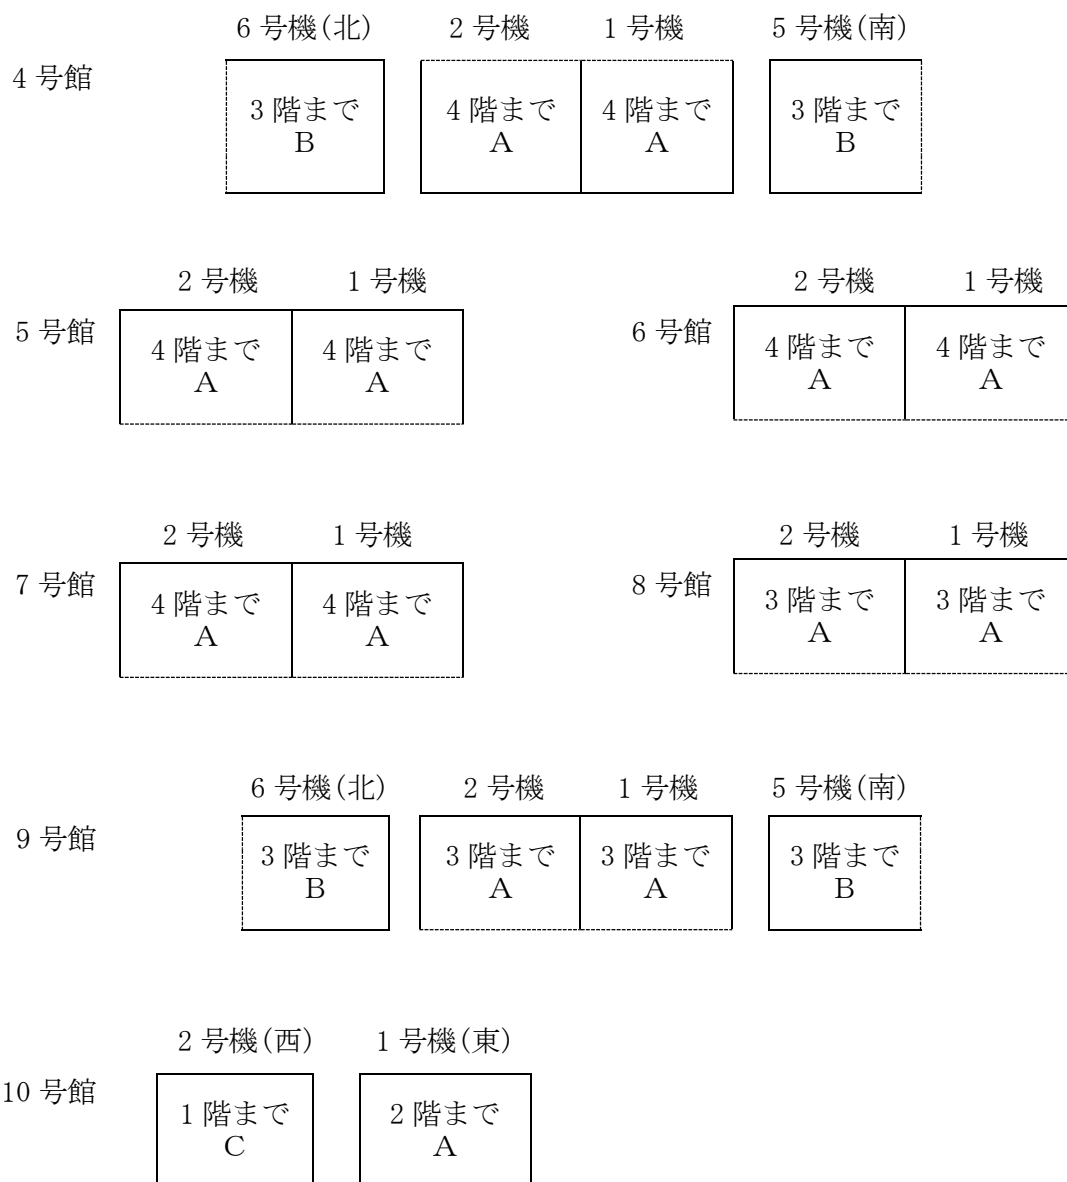 6 号機(北) 2 号機 1 号機 5 号機(南)
4 号館
3 階まで 4 階まで 4 階まで 3 階まで
B A A B
2 号機 1 号機 2 号機 1 号機
5 号館 6 号館
4 階まで 4 階まで 4 階まで 4 階まで
A A A A
2 号機 1 号機 2 号機 1 号機
7 号館 8 号館
4 階まで 4 階まで 3 階まで 3 階まで
A A A A
6 号機(北) 2 号機 1 号機 5 号機(南)
9 号館
3 階まで 3 階まで 3 階まで 3 階まで
B A A B
2 号機(西) 1 号機(東)
10 号館
1 階まで 2 階まで
C A